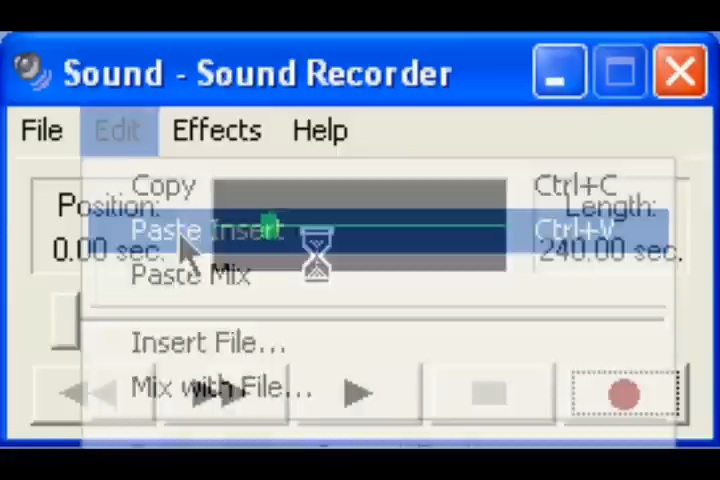 Sound - Sound Recorder
File Edit Effects Help
Copy Ctrl+C
Position: Length:
Paste Insert Ctrl+V
0.00 sec. 240.00 sec.
Paste Mix
Insert File...
Mix with File...